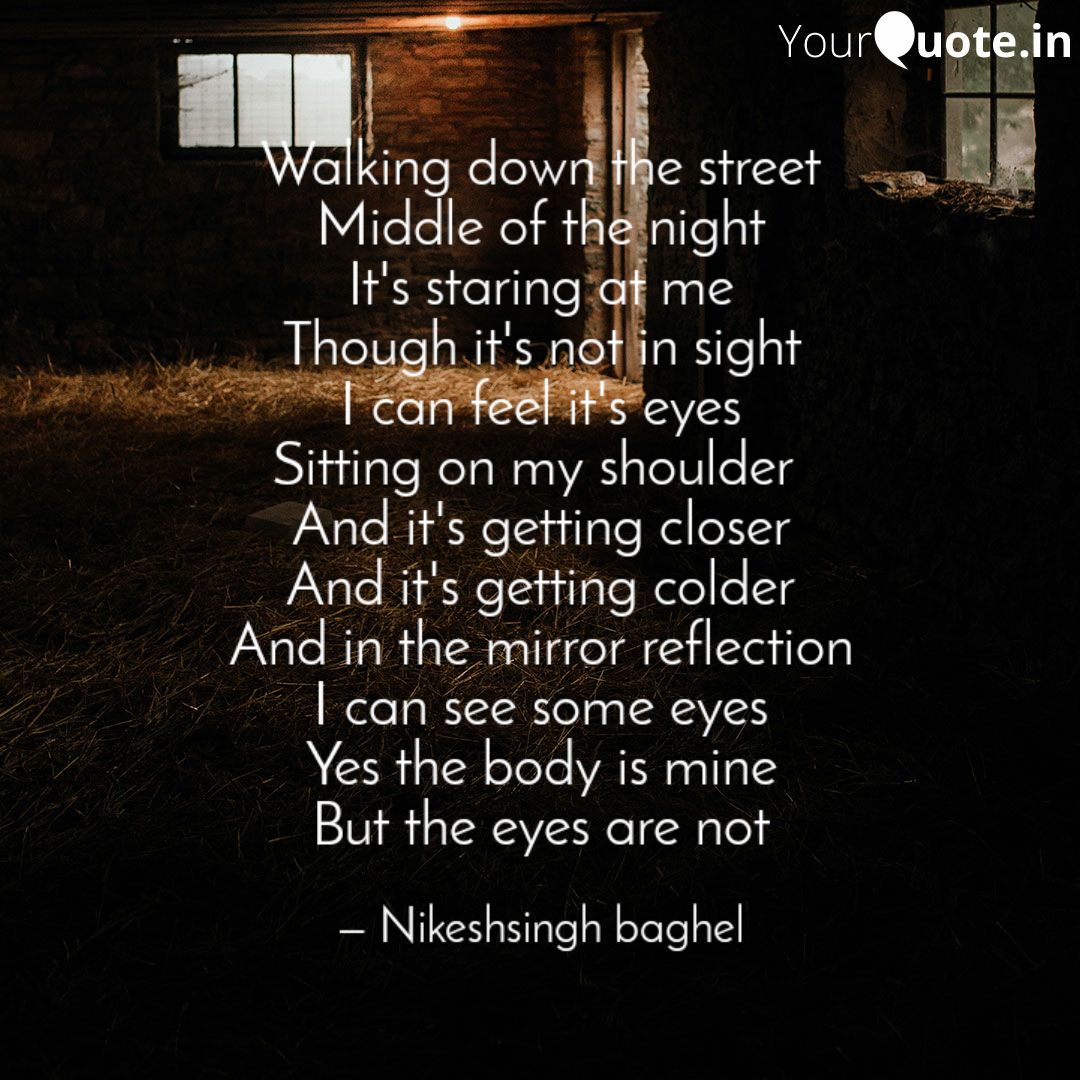 YourQuote.in
Walking down the street
Middle of the night
It's staring at me
Though it's not in sight
I can feel it's eyes
Sitting on my shoulder
And it's getting closer
And it's getting colder
And in the mirror reflection
I can see some eyes
Yes the body is mine
But the eyes are not
– Nikeshsingh baghel